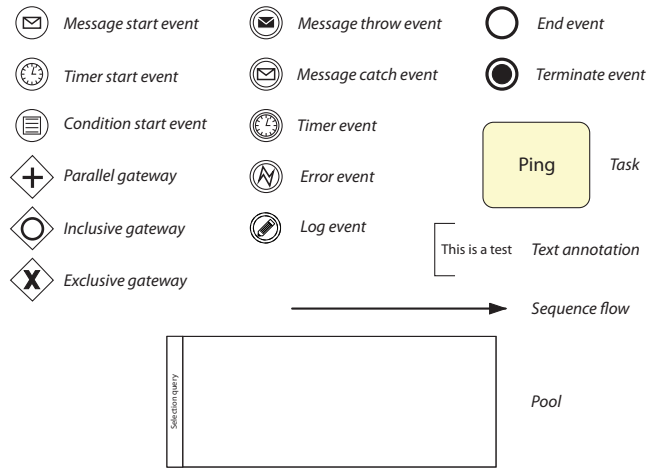 Message start event
Message throw event
End event
Timer start event
Message catch event
Terminate event
Condition start event
Timer event
Ping
Task
Parallel gateway
Error event
Inclusive gateway
Log event
This is a test
Text annotation
Exclusive gateway
Sequence flow
Selection query
Pool